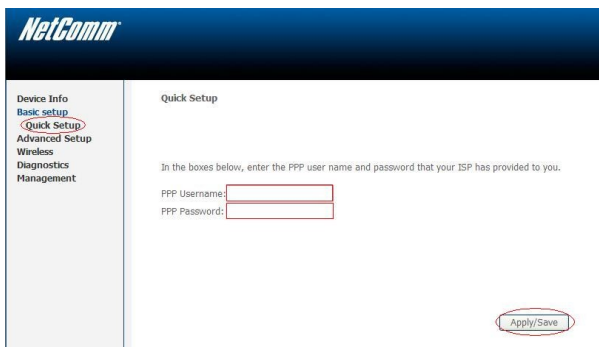 NetComm
Device Info
Basic setup
Quick Setup
Advanced Setup
Wireless
Diagnostics
Management
Quick Setup
In the boxes below, enter the PPP user name and password that your ISP has provided to you.
PPP Username:
PPP Password:
Apply/Save